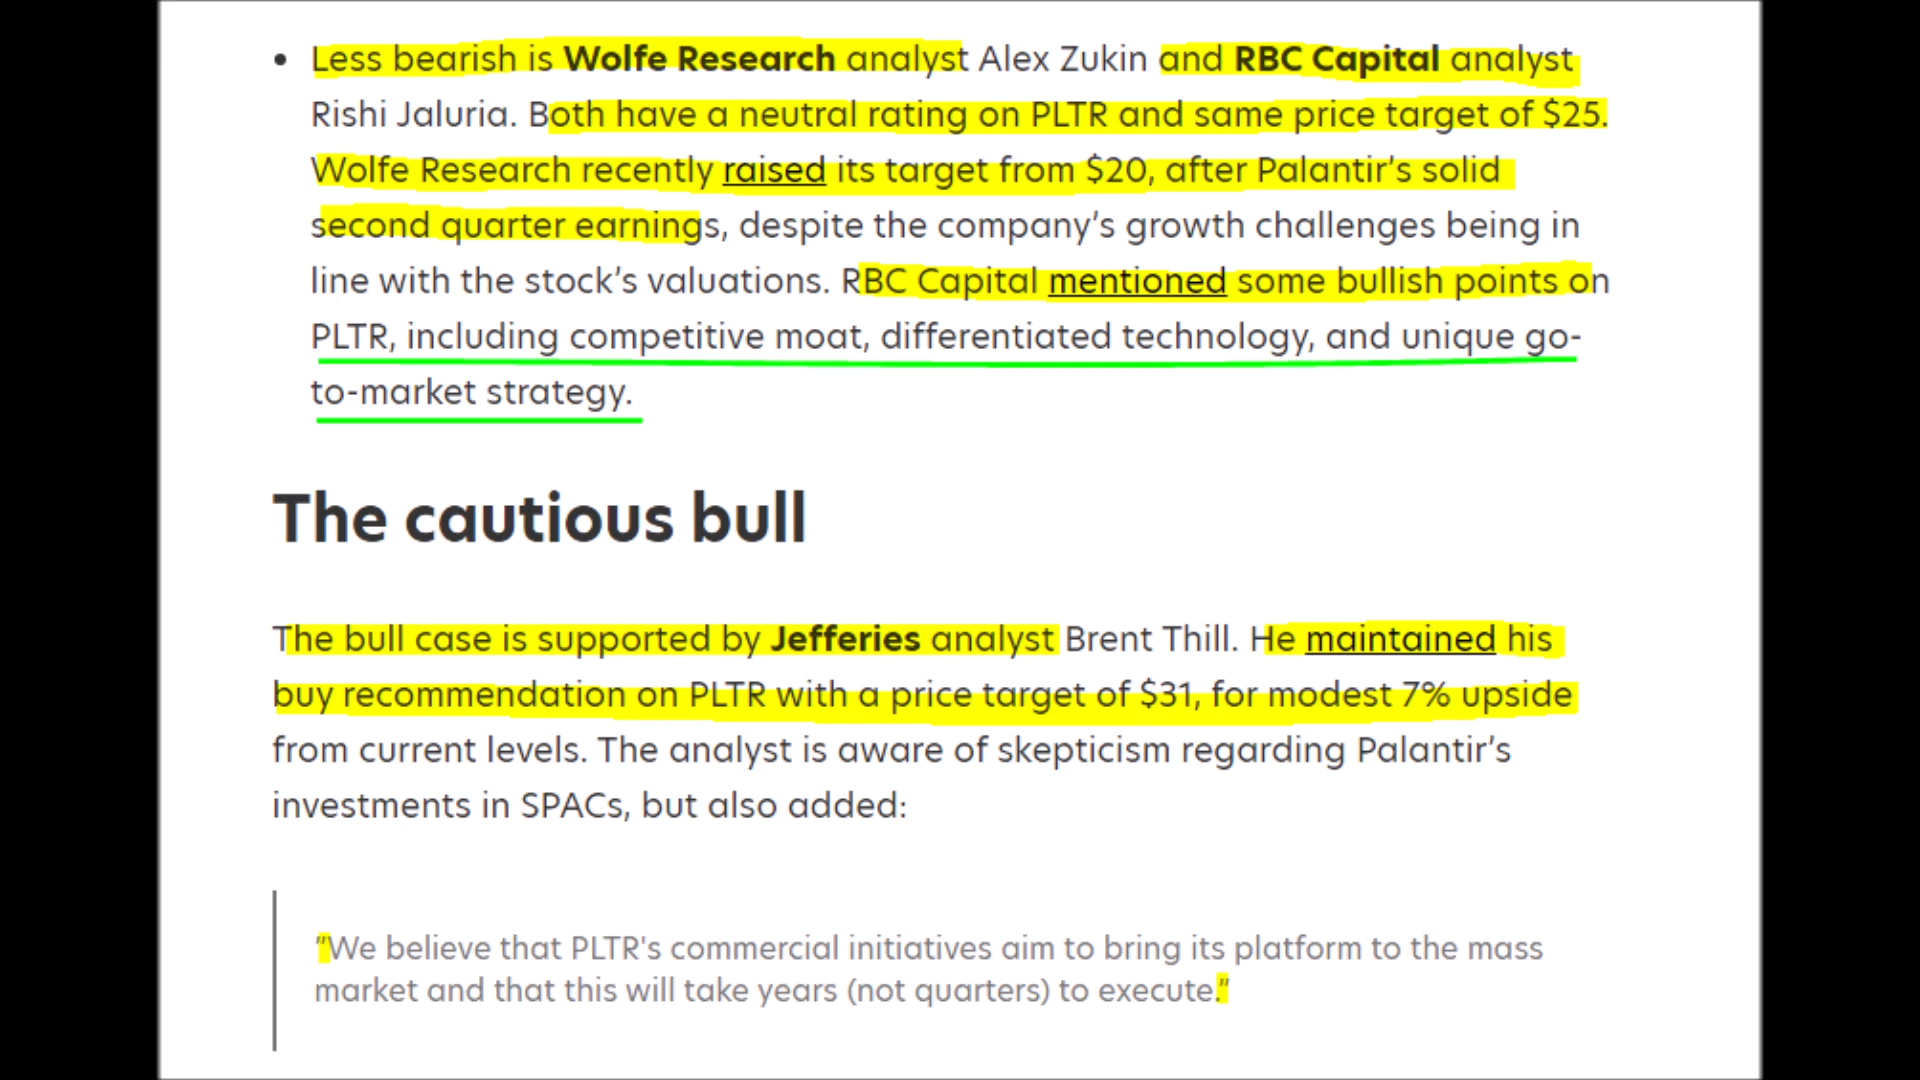 • Less bearish is Wolfe Research analyst Alex Zukin and RBC Capital analyst
Rishi Jaluria. Both have a neutral rating on PLTR and same price target of $25.
Wolfe Research recently raised its target from $20, after Palantir's solid
second quarter earnings, despite the company's growth challenges being in
line with the stock's valuations. RBC Capital mentioned some bullish points on
PLTR, including competitive moat, differentiated technology, and unique go-
to-market strategy.
The cautious bull
The bull case is supported by Jefferies analyst Brent Thill. He maintained his
buy recommendation on PLTR with a price target of $31, for modest 7% upside
from current levels. The analyst is aware of skepticism regarding Palantir's
investments in SPACs, but also added:
"We believe that PLTR's commercial initiatives aim to bring its platform to the mass
market and that this will take years (not quarters) to execute."